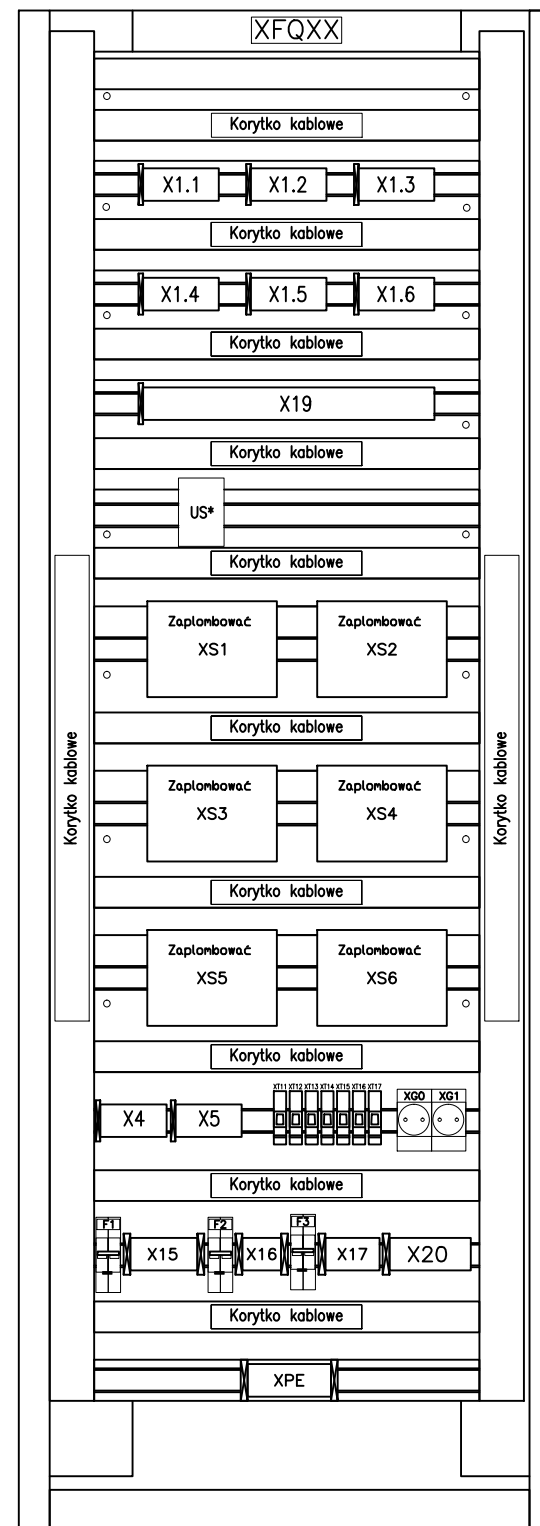 XFQXX
Korytko kablowe
X1.1 X1.2 X1.3
Korytko kablowe
X1.4 X1.5 X1.6
Korytko kablowe
X19
Korytko kablowe
US*
Korytko kablowe
Zaplombować Zaplombować
XS1 XS2
Korytko kablowe
Zaplombować Zaplombować
XS3 XS4
Korytko kablowe
Zaplombować Zaplombować
XS5 XS6
Korytko kablowe
Korytko kablowe
Korytko kablowe
XT11 XT12 XT13 XT14 XT15 XT16 XT17 XG0 XG1
X4 X5
Korytko kablowe
F1 F2 F3
X15 X16 X17 X20
Korytko kablowe
XPE